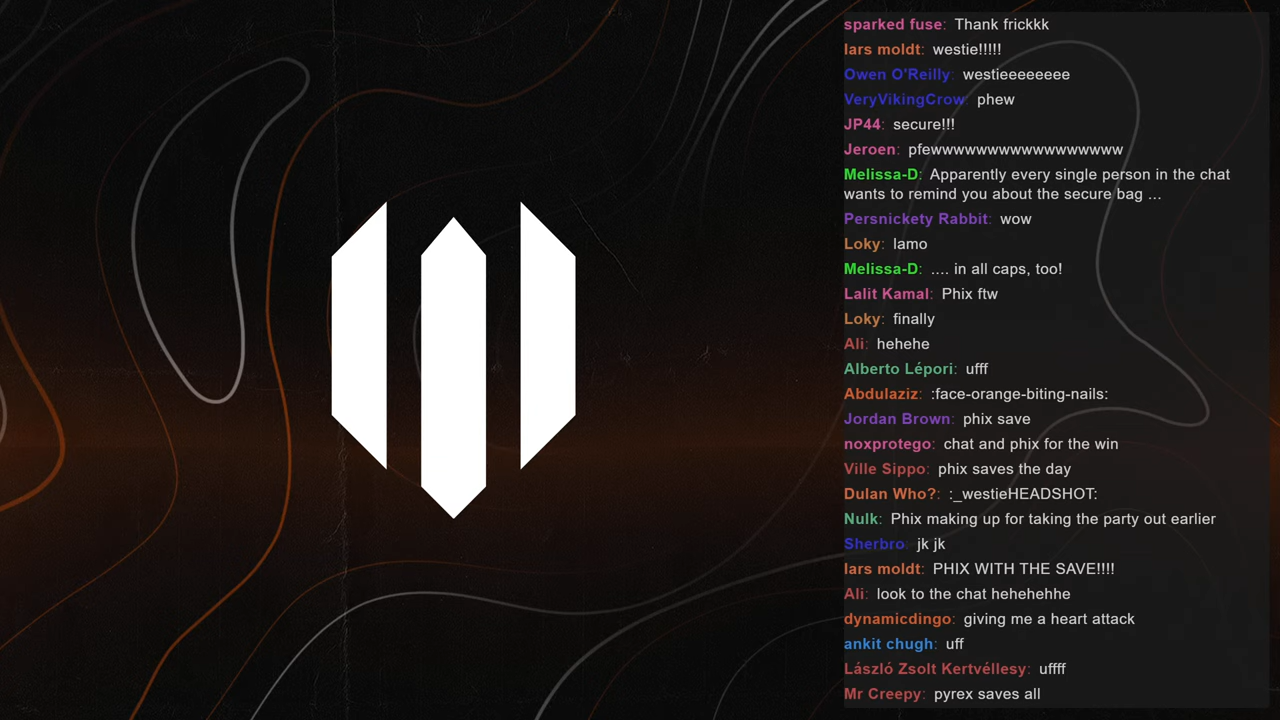 sparked fuse: Thank frickkk
lars moldt: westie!!!!!
Owen O'Reilly: westieeeeeeee
VeryVikingCrow: phew
JP44: secure!!!
Jeroen: pfewwwwwwwwwwwwwwwww
Melissa-D: Apparently every single person in the chat
wants to remind you about the secure bag ...
Persnickety Rabbit: wow
Loky: lamo
Melissa-D: .... in all caps, too!
Lalit Kamal: Phix ftw
Loky: finally
Ali: hehehe
Alberto Lépori: ufff
Abdulaziz: :face-orange-biting-nails:
Jordan Brown: phix save
noxprotego: chat and phix for the win
Ville Sippo: phix saves the day
Dulan Who?: :_westieHEADSHOT:
Nulk: Phix making up for taking the party out earlier
Sherbro: jk jk
lars moldt: PHIX WITH THE SAVE!!!!
Ali: look to the chat hehehehhe
dynamicdingo: giving me a heart attack
ankit chugh: uff
László Zsolt Kertvéllesy: uffff
Mr Creepy: pyrex saves all